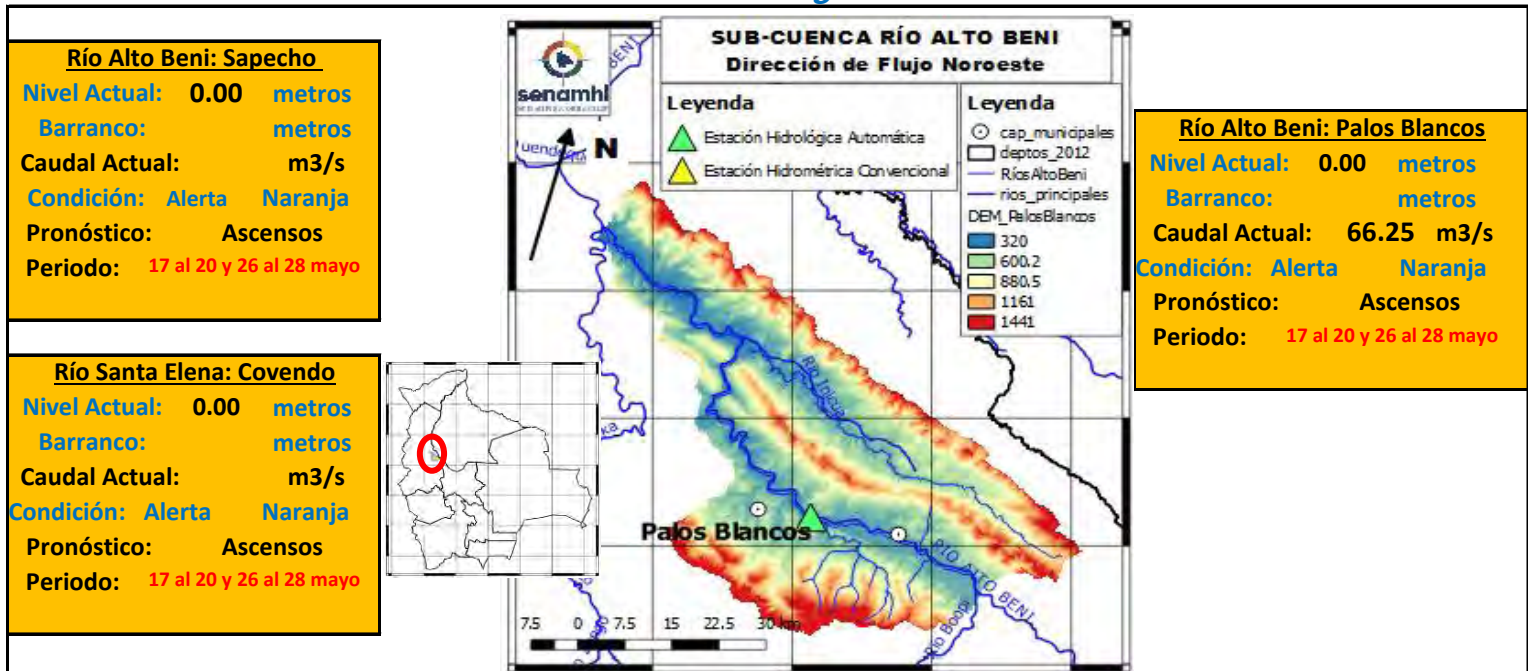 Río Alto Beni: Sapecho
Nivel Actual: 0.00 metros
Barranco: metros
Caudal Actual: m3/s
Condición: Alerta Naranja
Pronóstico: Ascensos
Periodo: 17 al 20 y 26 al 28 mayo
Río Santa Elena: Covendo
Nivel Actual: 0.00 metros
Barranco: metros
Caudal Actual: m3/s
Condición: Alerta Naranja
Pronóstico: Ascensos
Periodo: 17 al 20 y 26 al 28 mayo
senamhi
SUB-CUENCA RÍO ALTO BENI
Dirección de Flujo Noroeste
Leyenda
Estación Hidrológica Automática
Estación Hidrométrica Convencional
Leyenda
cap_municipales
deptos_2012
RíosAltoBeni
rios_principales
DEM_PalosBlancos
320
600.2
880.5
1161
1441
BENI
N
Palos Blancos
RÍO ALTO BENI
7.5 0 7.5 15 22.5 30 km
Río Alto Beni: Palos Blancos
Nivel Actual: 0.00 metros
Barranco: metros
Caudal Actual: 66.25 m3/s
Condición: Alerta Naranja
Pronóstico: Ascensos
Periodo: 17 al 20 y 26 al 28 mayo